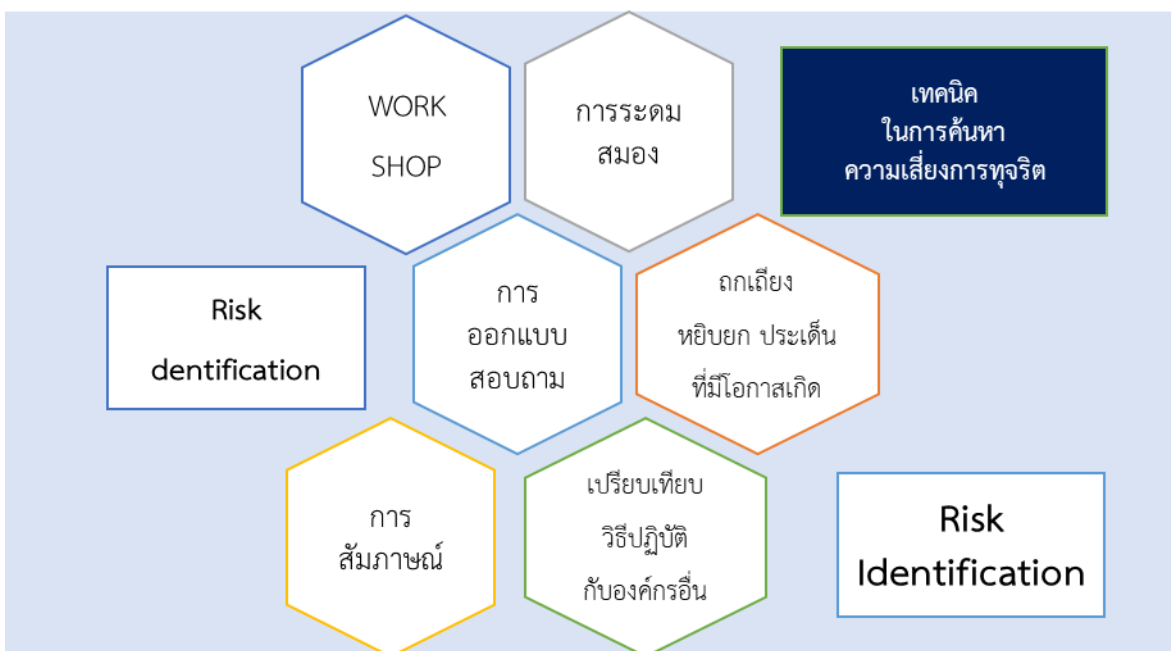 WORK
SHOP
การระดม
สมอง
เทคนิค
ในการค้นหา
ความเสี่ยงการทุจริต
Risk
dentification
การ
ออกแบบ
สอบถาม
ถกเถียง
หยิบยก ประเด็น
ที่มีโอกาสเกิด
การ
สัมภาษณ์
เปรียบเทียบ
วิธีปฏิบัติ
กับองค์กรอื่น
Risk
Identification